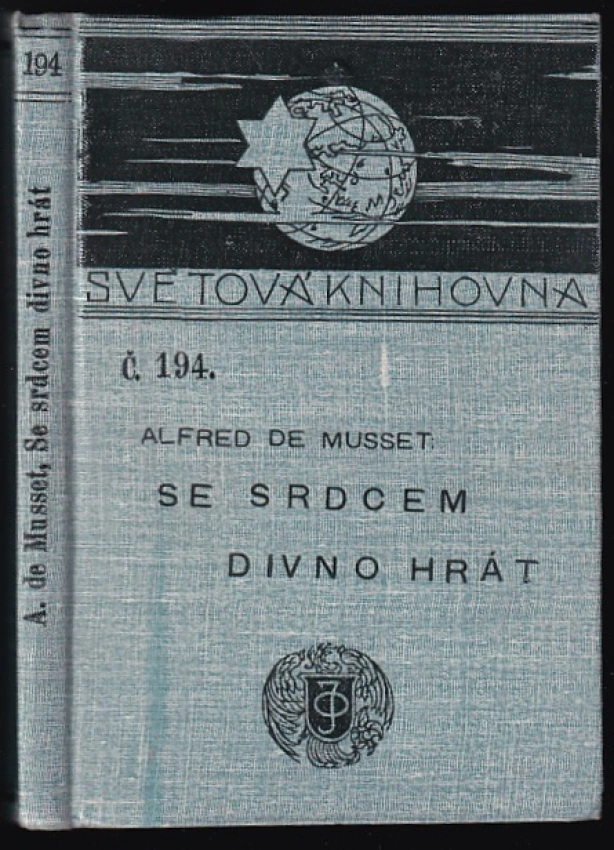 194
A. de Musset, Se srdcem divno hrát
SVĚTOVÁ KNIHOVNA
Č. 194.
ALFRED DE MUSSET:
SE SRDCEM
DIVNO HRÁT